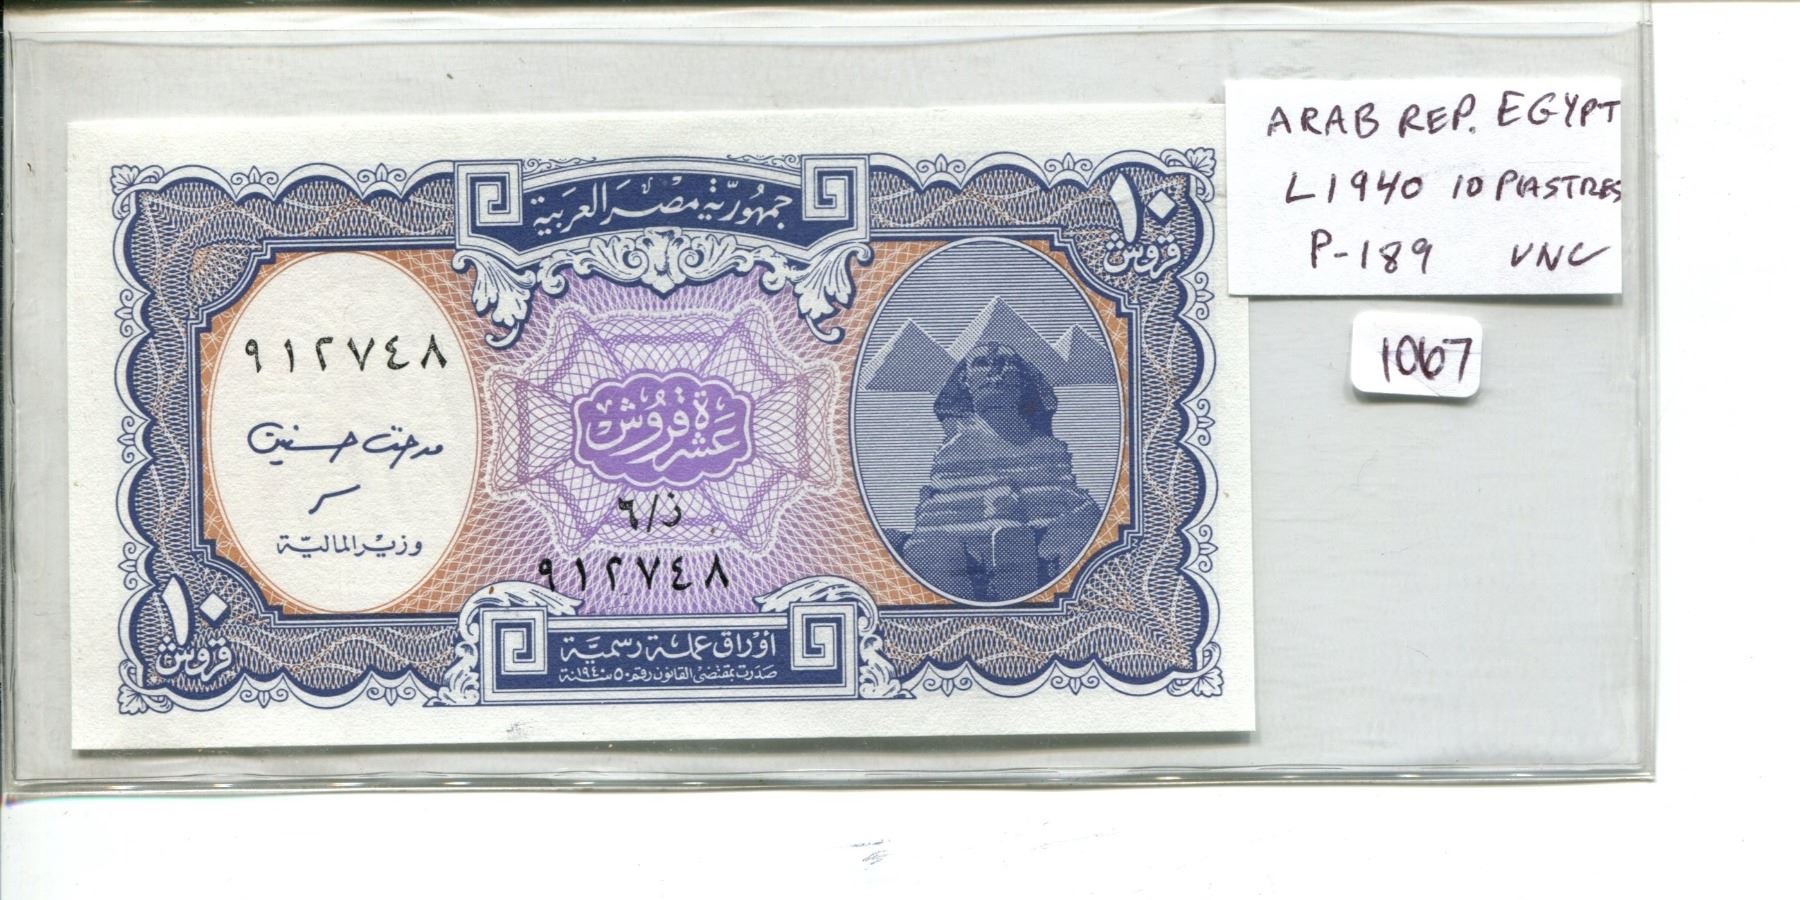 جمهورية مصر العربية
١٠
قروش
٩١٢٧٤٨
مدحت حسنين
وزير المالية
عشرة قروش
ز/٦
٩١٢٧٤٨
١٠
قروش
أوراق عملة رسمية
صدرت بمقتضى القانون رقم ٥٠ سنة ١٩٤٠
ARAB REP. EGYPT
L1940 10 PIASTRES
P-189 UNC
1067